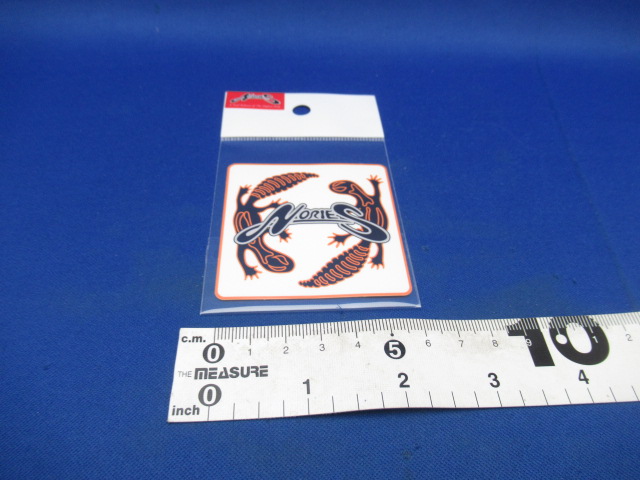 NORIES
c.m. 0 1 2 3 4 5 6 7 8 9 10 1
THE MEASURE
inch 0 1 2 3 4